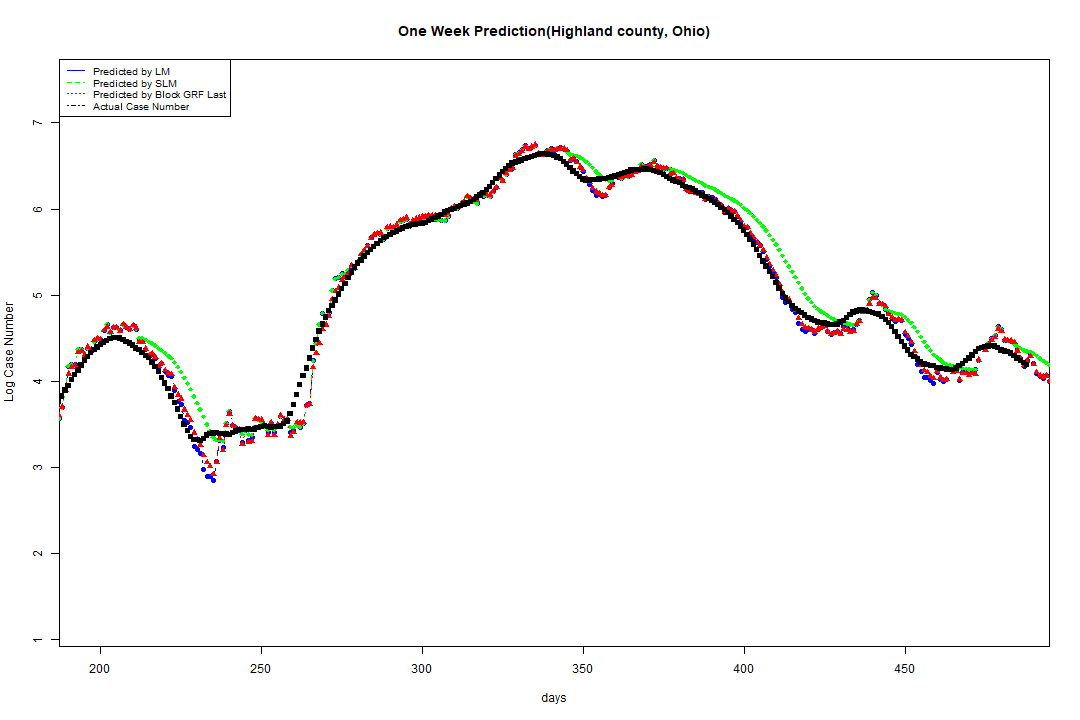 One Week Prediction(Highland county, Ohio)
Predicted by LM
Predicted by SLM
Predicted by Block GRF Last
Actual Case Number
7
6
5
4
3
2
1
Log Case Number
200 250 300 350 400 450
days